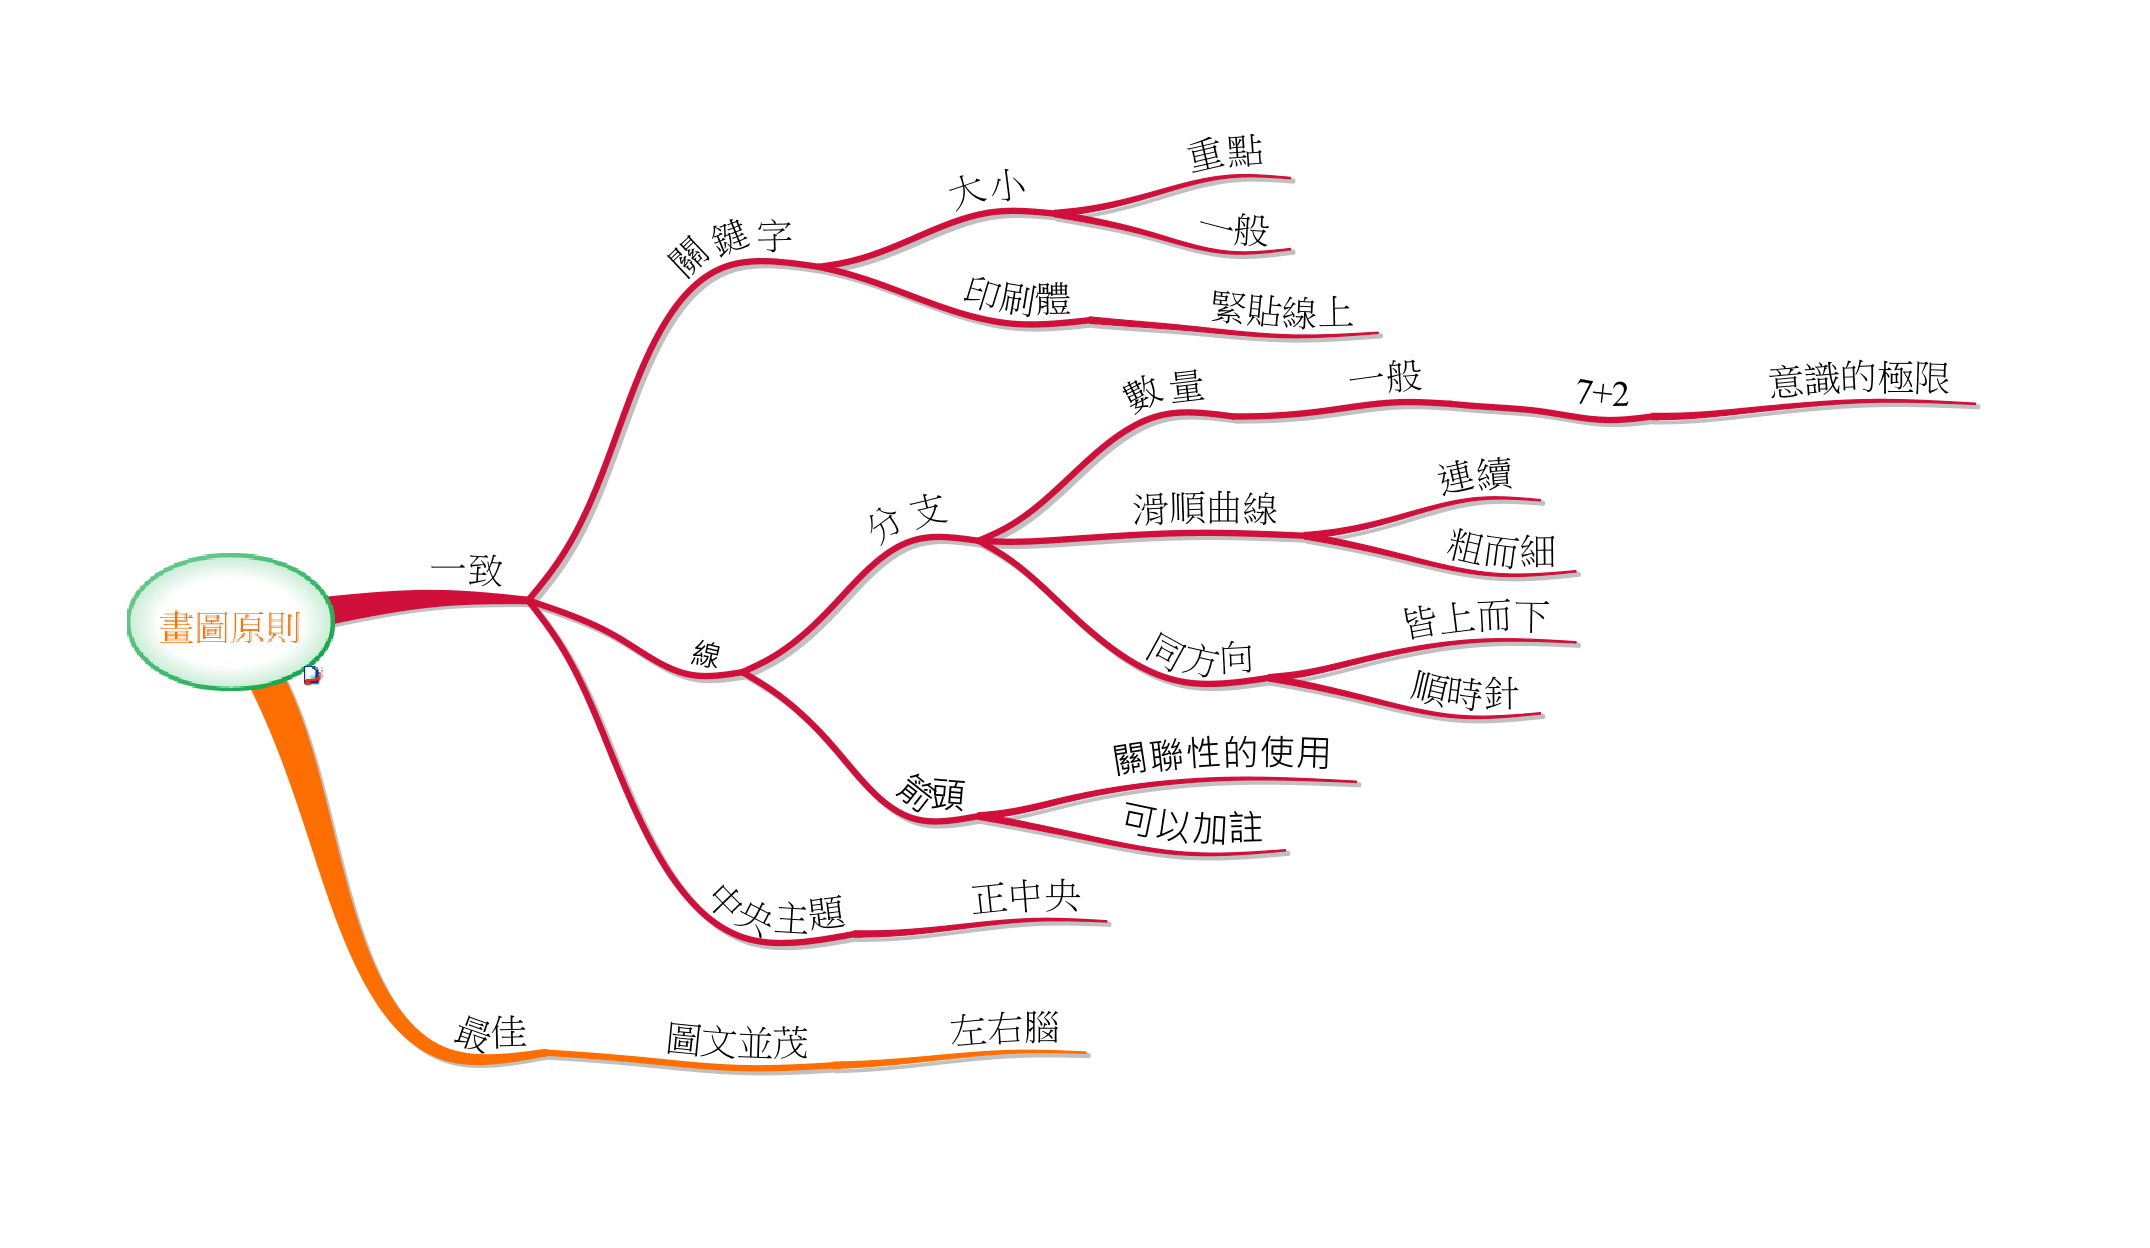 畫圖原則
一致
關鍵字
大小
重點
一般
印刷體
緊貼線上
線
分支
數量
一般
7+2
意識的極限
滑順曲線
連續
粗而細
同方向
皆上而下
順時針
箭頭
關聯性的使用
可以加註
中央主題
正中央
最佳
圖文並茂
左右腦